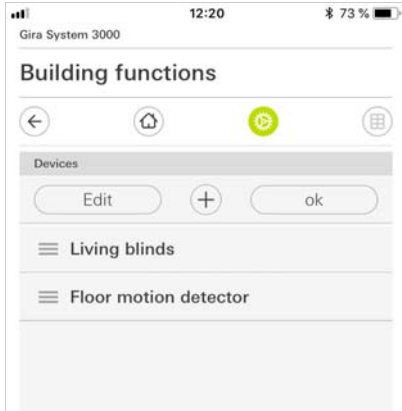 12:20
73 %
Gira System 3000
Building functions
Devices
Edit
ok
Living blinds
Floor motion detector